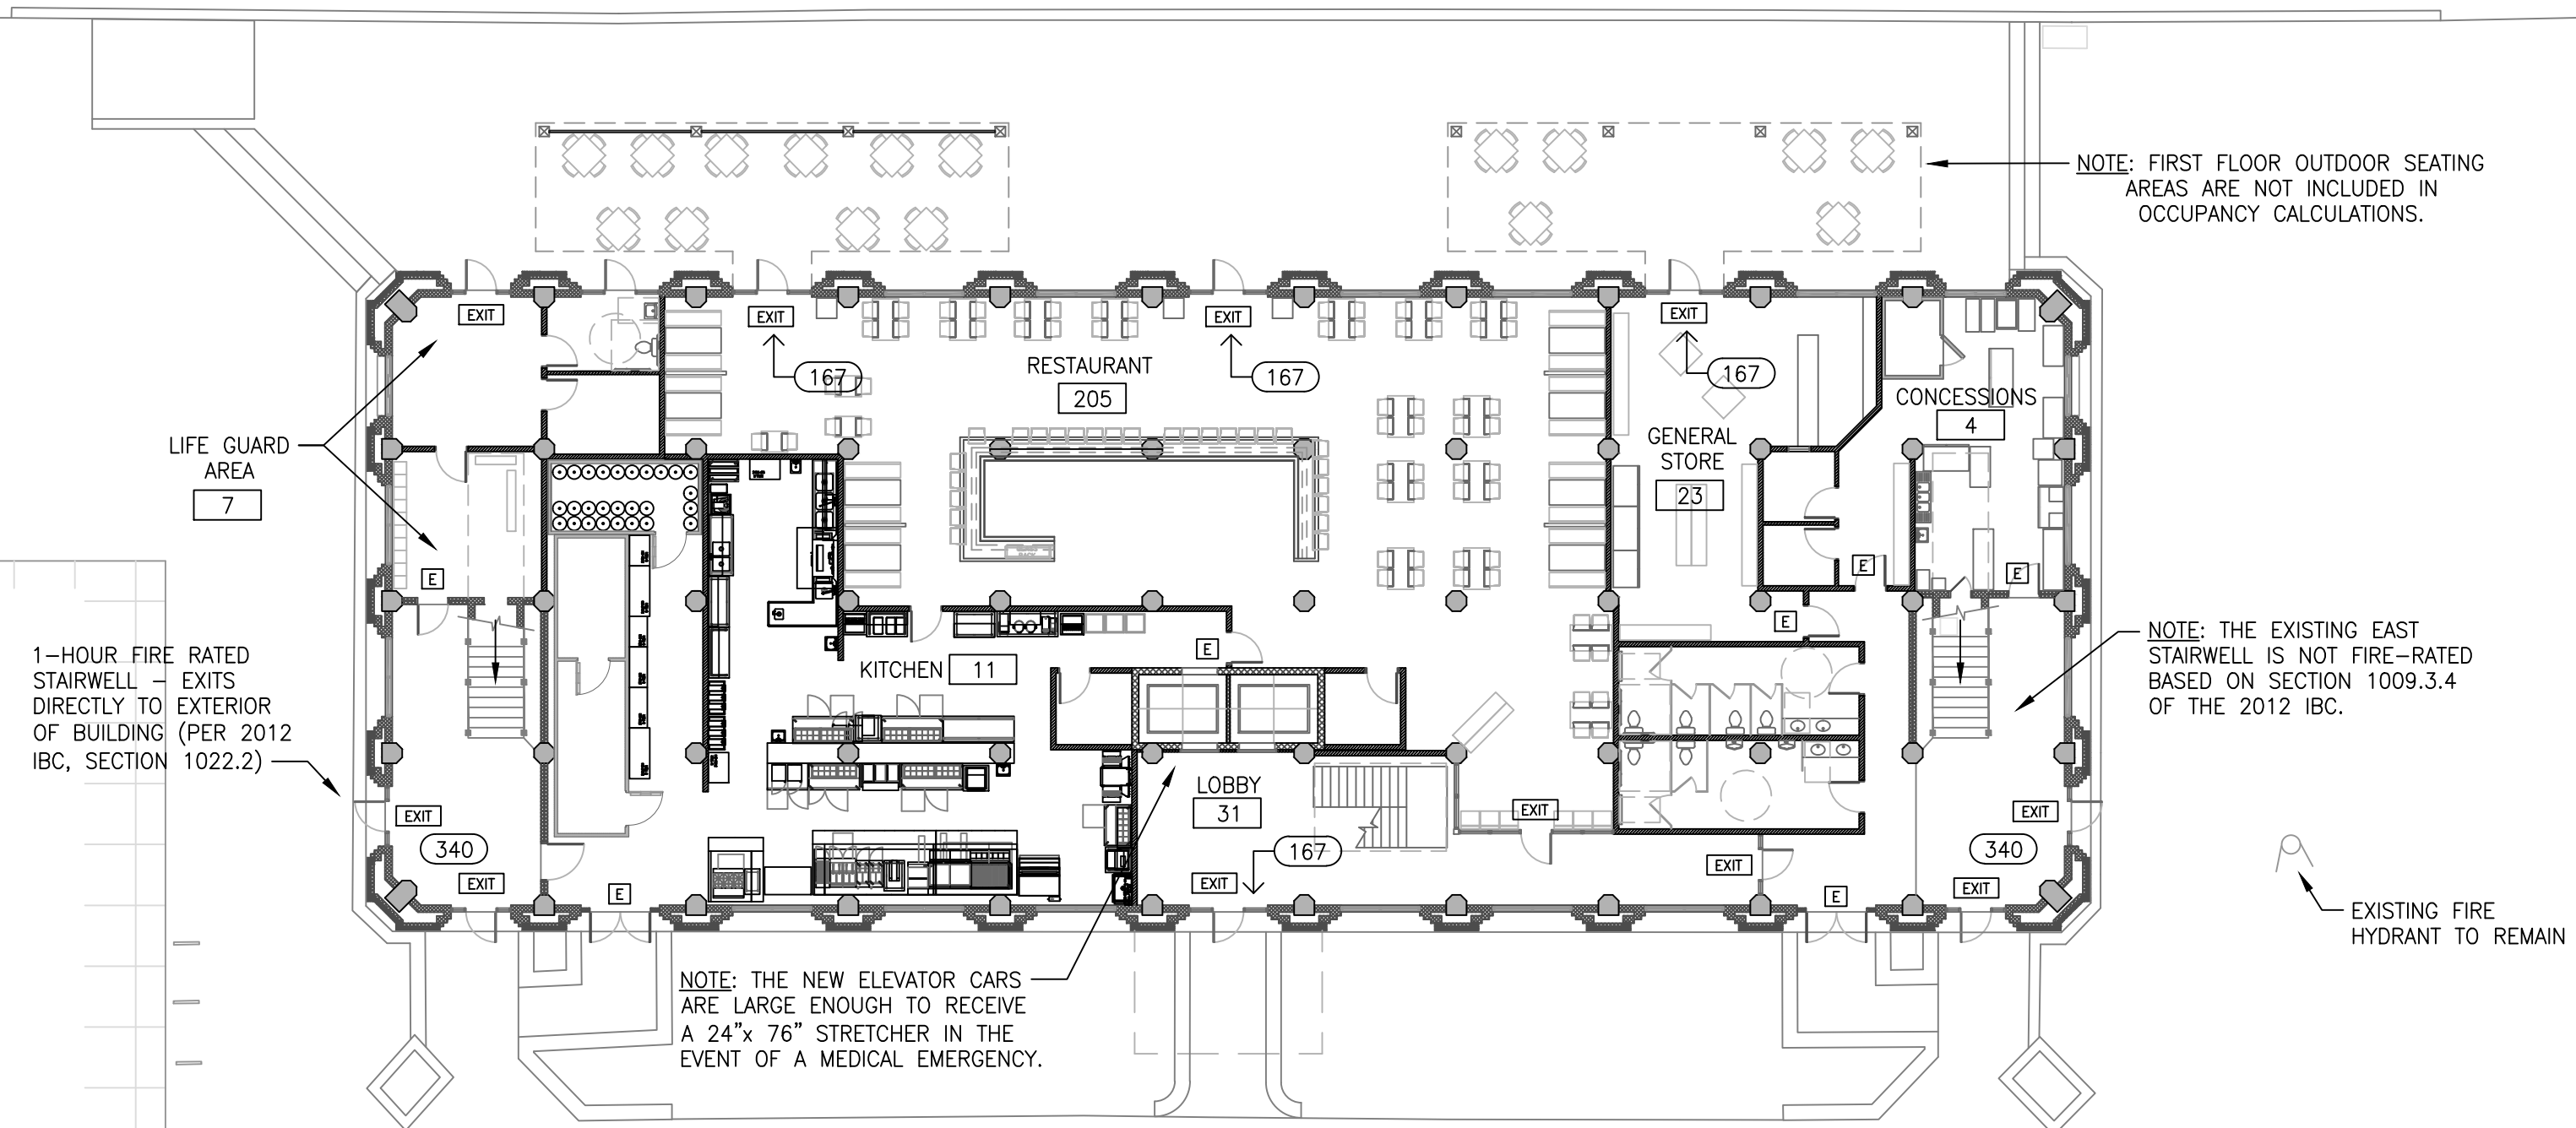 NOTE: FIRST FLOOR OUTDOOR SEATING
AREAS ARE NOT INCLUDED IN
OCCUPANCY CALCULATIONS.
EXIT
EXIT
EXIT
EXIT
167
167
167
RESTAURANT
205
CONCESSIONS
4
LIFE GUARD
AREA
7
GENERAL
STORE
23
E
E
E
E
E
1-HOUR FIRE RATED
STAIRWELL - EXITS
DIRECTLY TO EXTERIOR
OF BUILDING (PER 2012
IBC, SECTION 1022.2)
KITCHEN 11
NOTE: THE EXISTING EAST
STAIRWELL IS NOT FIRE-RATED
BASED ON SECTION 1009.3.4
OF THE 2012 IBC.
LOBBY
31
EXIT
EXIT
EXIT
340
167
EXIT
340
EXIT
EXIT
EXIT
E
E
EXISTING FIRE
HYDRANT TO REMAIN
NOTE: THE NEW ELEVATOR CARS
ARE LARGE ENOUGH TO RECEIVE
A 24"x 76" STRETCHER IN THE
EVENT OF A MEDICAL EMERGENCY.